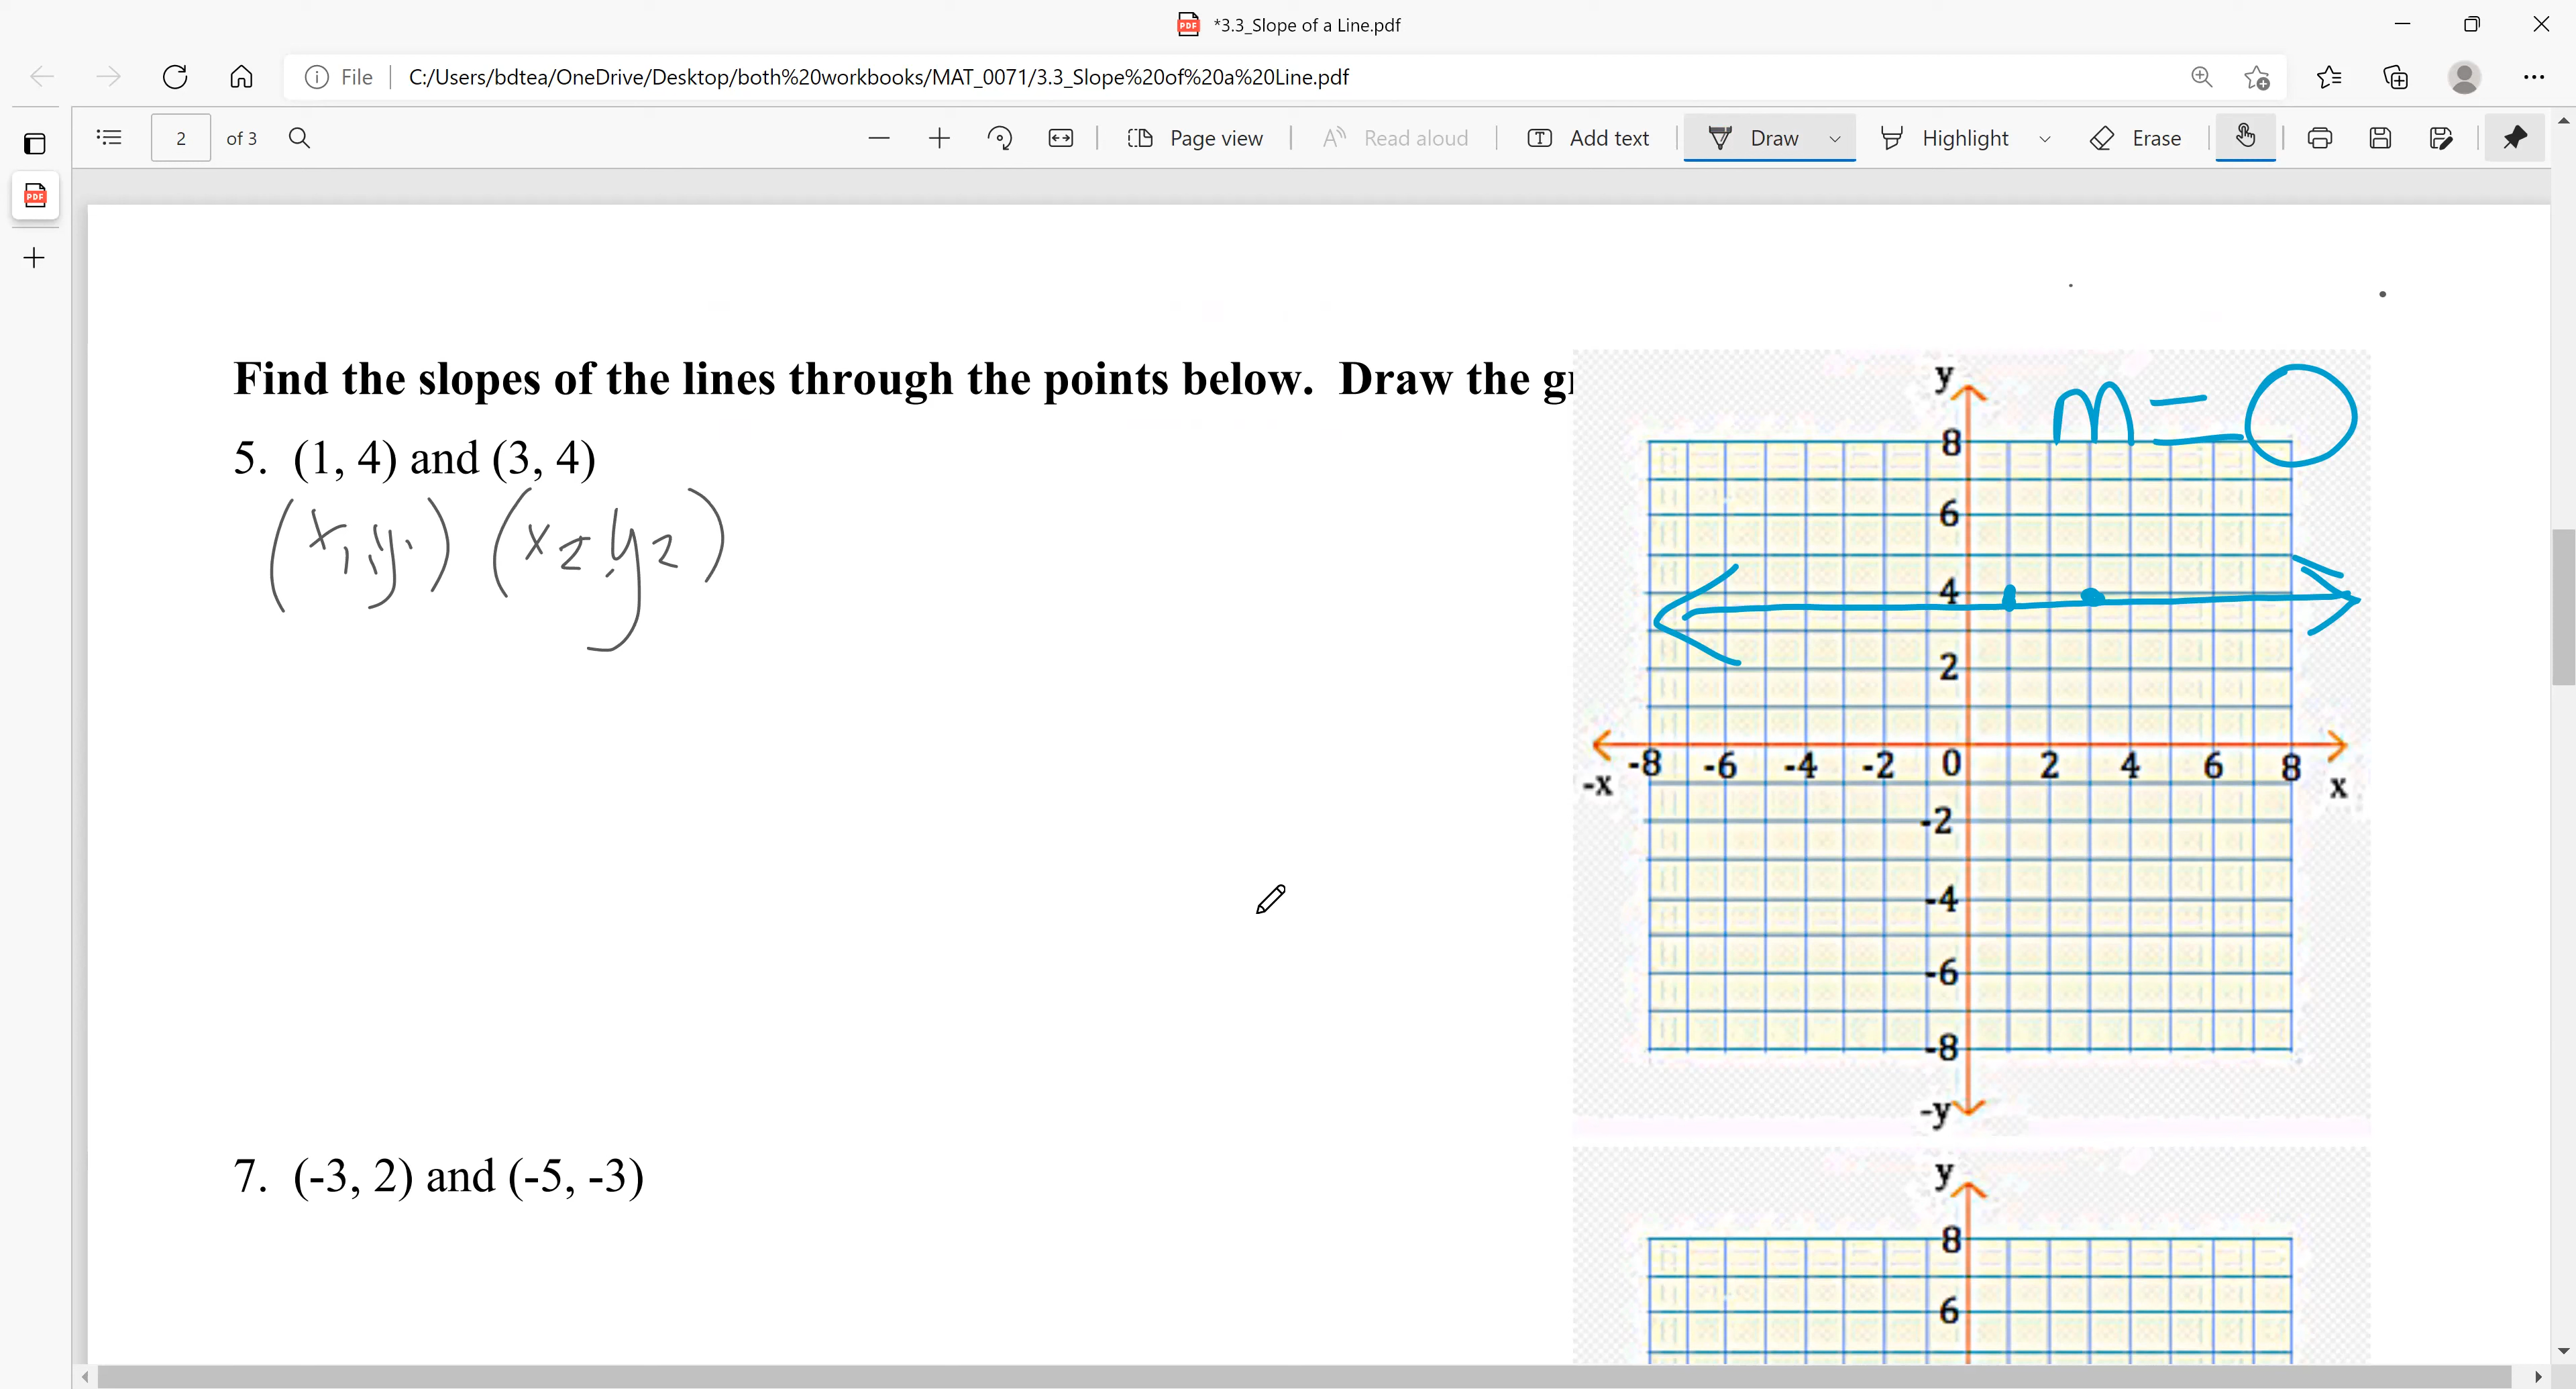 *3.3_Slope of a Line.pdf
File C:/Users/bdtea/OneDrive/Desktop/both%20workbooks/MAT_0071/3.3_Slope%20of%20a%20Line.pdf
2 of 3 Page view Read aloud Add text Draw Highlight Erase
Find the slopes of the lines through the points below. Draw the gr
5. (1, 4) and (3, 4)
(x1,y1) (x2,y2)
m=0
y
8
6
4
2
-8 -6 -4 -2 0 2 4 6 8
-x x
-2
-4
-6
-8
-y
7. (-3, 2) and (-5, -3)
y
8
6